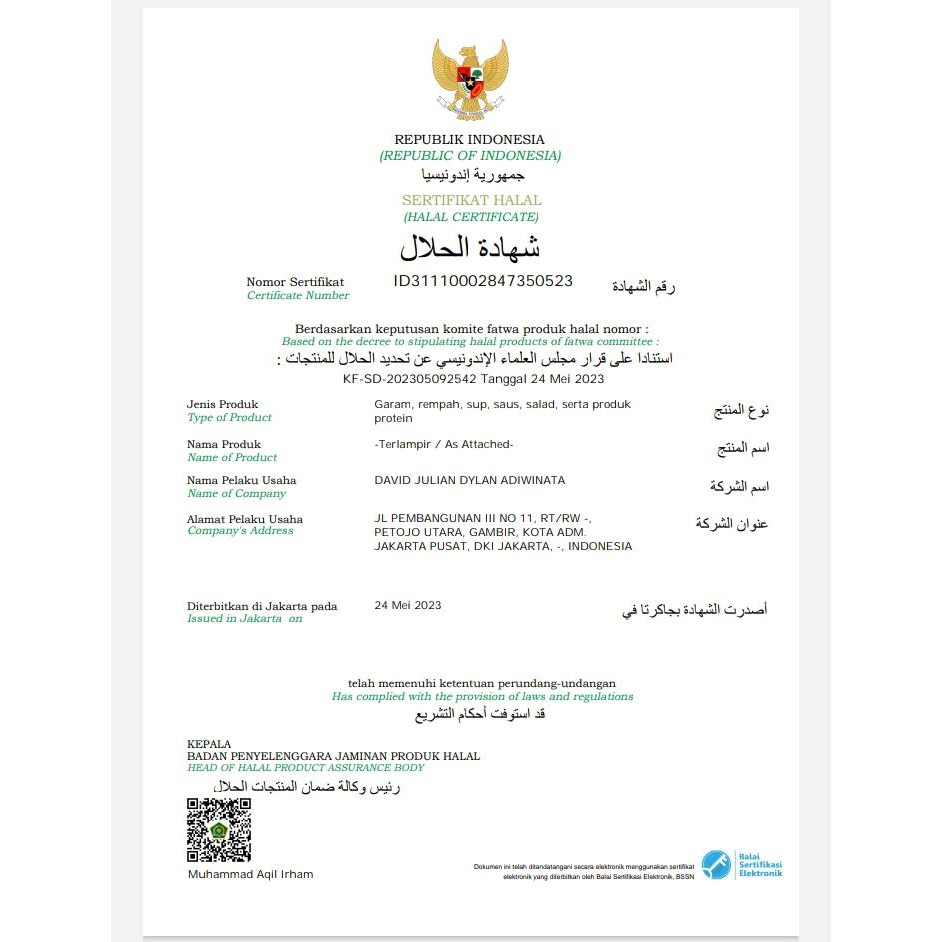 REPUBLIK INDONESIA
(REPUBLIC OF INDONESIA)
جمهورية إندونيسيا
SERTIFIKAT HALAL
(HALAL CERTIFICATE)
شهادة الحلال
Nomor Sertifikat ID31110002847350523 رقم الشهادة
Certificate Number
Berdasarkan keputusan komite fatwa produk halal nomor :
Based on the decree to stipulating halal products of fatwa committee :
استنادا على قرار مجلس العلماء الإندونيسي عن تحديد الحلال للمنتجات :
KF-SD-202305092542 Tanggal 24 Mei 2023
Jenis Produk Garam, rempah, sup, saus, salad, serta produk نوع المنتج
Type of Product protein
Nama Produk -Terlampir / As Attached- اسم المنتج
Name of Product
Nama Pelaku Usaha DAVID JULIAN DYLAN ADIWINATA اسم الشركة
Name of Company
Alamat Pelaku Usaha JL PEMBANGUNAN III NO 11, RT/RW -, عنوان الشركة
Company's Address PETOJO UTARA, GAMBIR, KOTA ADM.
JAKARTA PUSAT, DKI JAKARTA, -, INDONESIA
Diterbitkan di Jakarta pada 24 Mei 2023 أصدرت الشهادة بجاكرتا في
Issued in Jakarta on
telah memenuhi ketentuan perundang-undangan
Has complied with the provision of laws and regulations
قد استوفت أحكام التشريع
KEPALA
BADAN PENYELENGGARA JAMINAN PRODUK HALAL
HEAD OF HALAL PRODUCT ASSURANCE BODY
رئيس وكالة ضمان المنتجات الحلال
Muhammad Aqil Irham
Dokumen ini telah ditandatangani secara elektronik menggunakan sertifikat
elektronik yang diterbitkan oleh Balai Sertifikasi Elektronik, BSSN
Balai
Sertifikasi
Elektronik